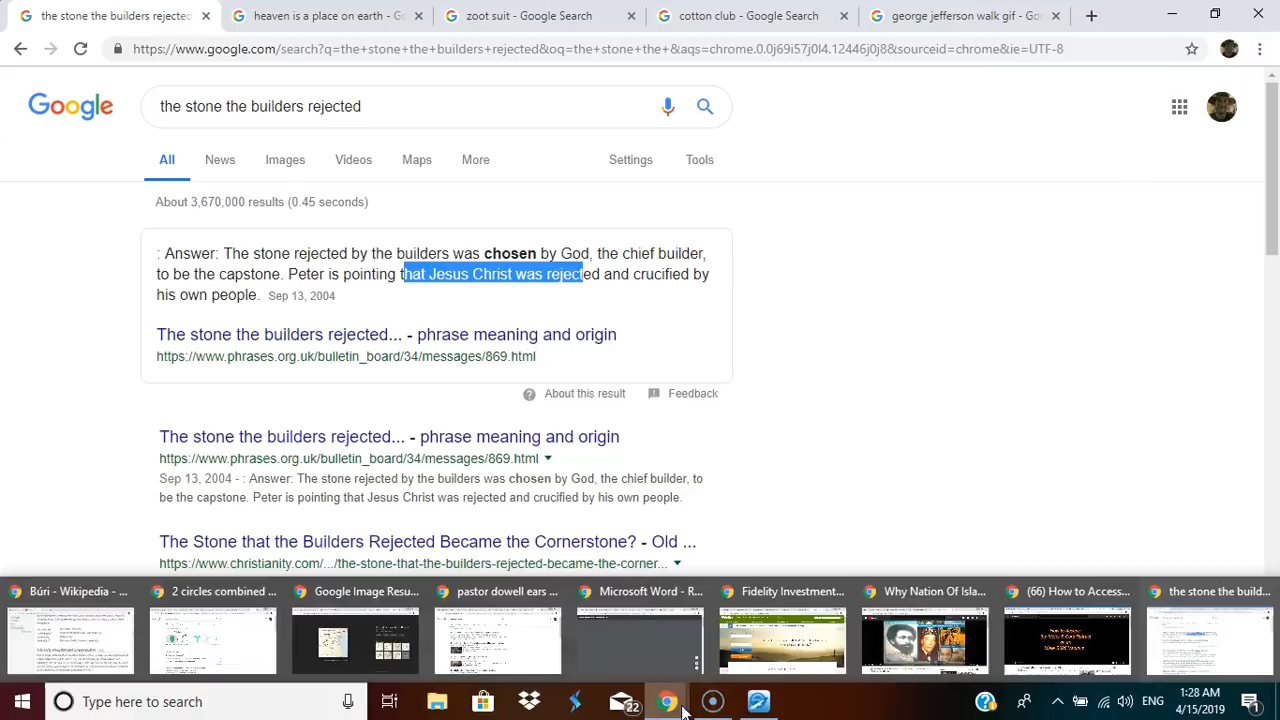 the stone the builders rejected
heaven is a place on earth - G
zoot suit - Google Search
cotton club - Google Search
george jefferson walk gif - Go
https://www.google.com/search?q=the+stone+the+builders+rejected&oq=the+stone+the+&aqs=chrome.0.0j69i57j0l4.12446j0j8&sourceid=chrome&ie=UTF-8
Google
the stone the builders rejected
All News Images Videos Maps More Settings Tools
About 3,670,000 results (0.45 seconds)
: Answer: The stone rejected by the builders was chosen by God, the chief builder,
to be the capstone. Peter is pointing that Jesus Christ was rejected and crucified by
his own people. Sep 13, 2004
The stone the builders rejected... - phrase meaning and origin
https://www.phrases.org.uk/bulletin_board/34/messages/869.html
About this result Feedback
The stone the builders rejected... - phrase meaning and origin
https://www.phrases.org.uk/bulletin_board/34/messages/869.html
Sep 13, 2004 - : Answer: The stone rejected by the builders was chosen by God, the chief builder, to
be the capstone. Peter is pointing that Jesus Christ was rejected and crucified by his own people.
The Stone that the Builders Rejected Became the Cornerstone? - Old ...
https://www.christianity.com/.../the-stone-that-the-builders-rejected-became-the-corner...
Búri - Wikipedia - ...
2 circles combined ...
Google Image Resu...
Microsoft Word - ...
Why Nation Of Isla...
(66) How to Acces...
the stone the build...
Type here to search
22
ENG
1:28 AM
4/15/2019
1